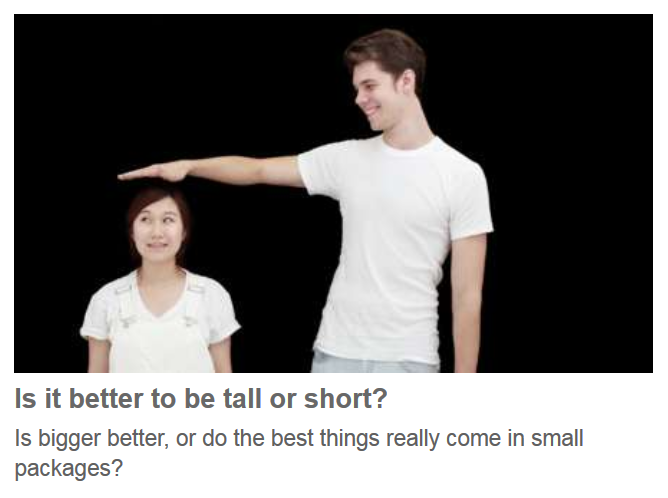 Is it better to be tall or short?
Is bigger better, or do the best things really come in small
packages?